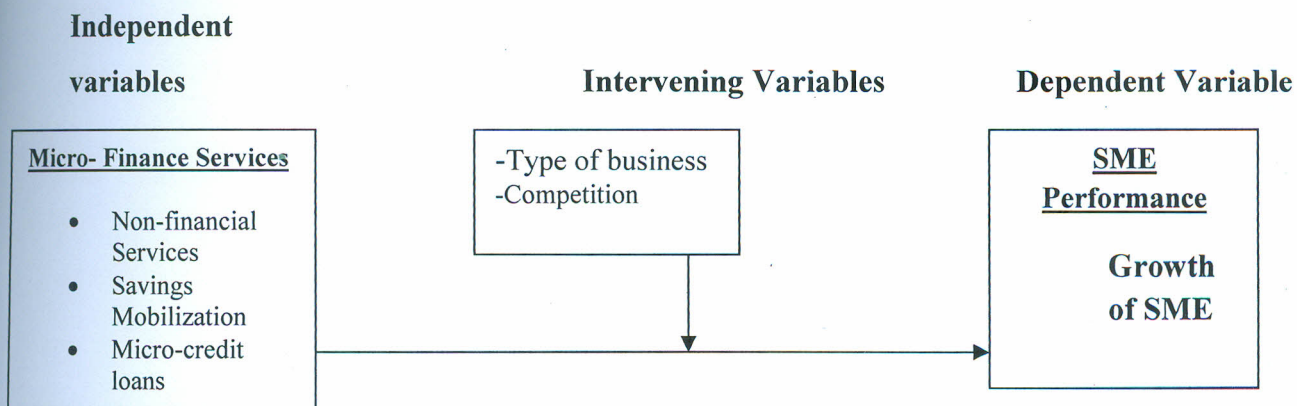 Independent
variables
Intervening Variables
Dependent Variable
Micro- Finance Services
• Non-financial
Services
• Savings
Mobilization
• Micro-credit
loans
-Type of business
-Competition
SME
Performance
Growth
of SME